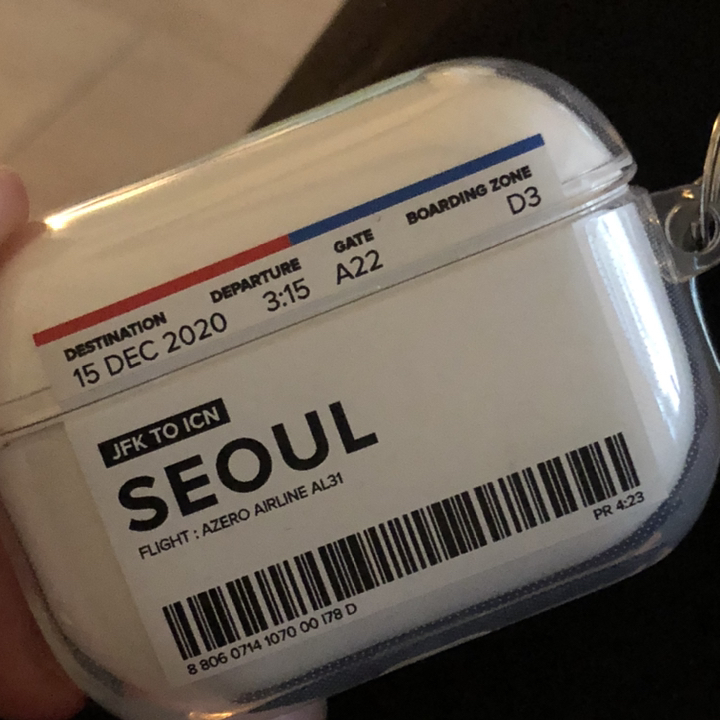 DESTINATION DEPARTURE GATE BOARDING ZONE
15 DEC 2020 3:15 A22 D3
JFK TO ICN
SEOUL
FLIGHT : AZERO AIRLINE AL31
8 806 0714 1070 00 178 D
PR 4:23